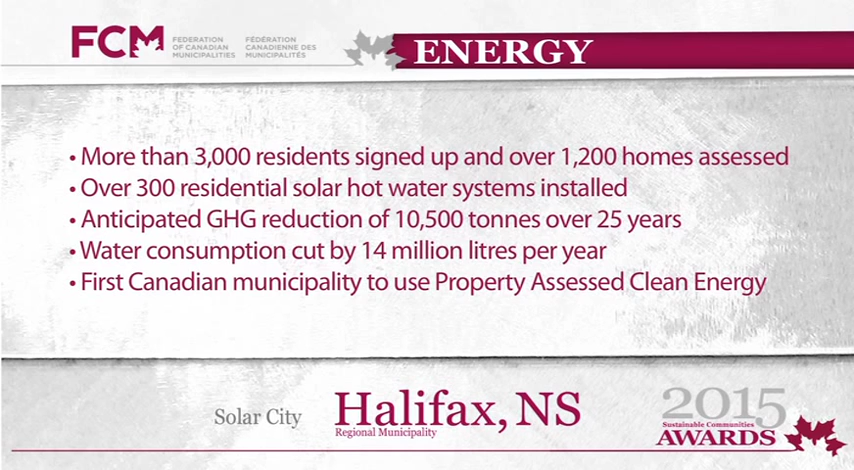 FCM
FEDERATION
OF CANADIAN
MUNICIPALITIES
FÉDÉRATION
CANADIENNE DES
MUNICIPALITÉS
ENERGY
• More than 3,000 residents signed up and over 1,200 homes assessed
• Over 300 residential solar hot water systems installed
• Anticipated GHG reduction of 10,500 tonnes over 25 years
• Water consumption cut by 14 million litres per year
• First Canadian municipality to use Property Assessed Clean Energy
Solar City
Halifax, NS
Regional Municipality
2015
Sustainable Communities
AWARDS